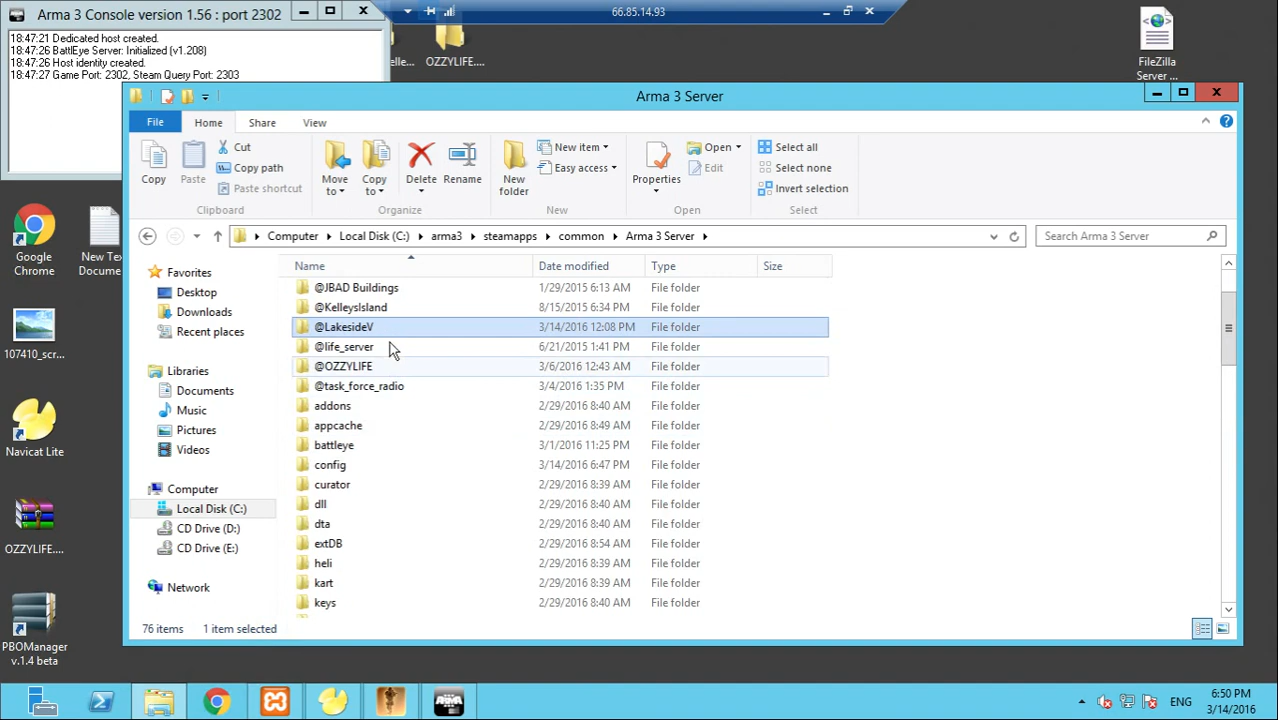 Arma 3 Console version 1.56 : port 2302
18:47:21 Dedicated host created.
18:47:26 BattlEye Server: Initialized (v1.208)
18:47:26 Host identity created.
18:47:27 Game Port: 2302, Steam Query Port: 2303
66.85.14.93
OZZYLIFE....
FileZilla
Server ...
Arma 3 Server
File
Home
Share
View
Copy
Paste
Cut
Copy path
Paste shortcut
Clipboard
Move to
Copy to
Delete
Rename
Organize
New folder
New item
Easy access
New
Properties
Open
Edit
Open
Select all
Select none
Invert selection
Select
Computer
Local Disk (C:)
arma3
steamapps
common
Arma 3 Server
Search Arma 3 Server
Google
Chrome
New Tex
Docume
107410_scr...
Navicat Lite
OZZYLIFE....
PBOManager
v.1.4 beta
Favorites
Desktop
Downloads
Recent places
Libraries
Documents
Music
Pictures
Videos
Computer
Local Disk (C:)
CD Drive (D:)
CD Drive (E:)
Network
Name Date modified Type Size
@JBAD Buildings 1/29/2015 6:13 AM File folder
@KelleysIsland 8/15/2015 6:34 PM File folder
@LakesideV 3/14/2016 12:08 PM File folder
@life_server 6/21/2015 1:41 PM File folder
@OZZYLIFE 3/6/2016 12:43 AM File folder
@task_force_radio 3/4/2016 1:35 PM File folder
addons 2/29/2016 8:40 AM File folder
appcache 2/29/2016 8:49 AM File folder
battleye 3/1/2016 11:25 PM File folder
config 3/14/2016 6:47 PM File folder
curator 2/29/2016 8:39 AM File folder
dll 2/29/2016 8:40 AM File folder
dta 2/29/2016 8:40 AM File folder
extDB 2/29/2016 8:54 AM File folder
heli 2/29/2016 8:39 AM File folder
kart 2/29/2016 8:39 AM File folder
keys 2/29/2016 8:40 AM File folder
76 items 1 item selected
ENG
6:50 PM
3/14/2016